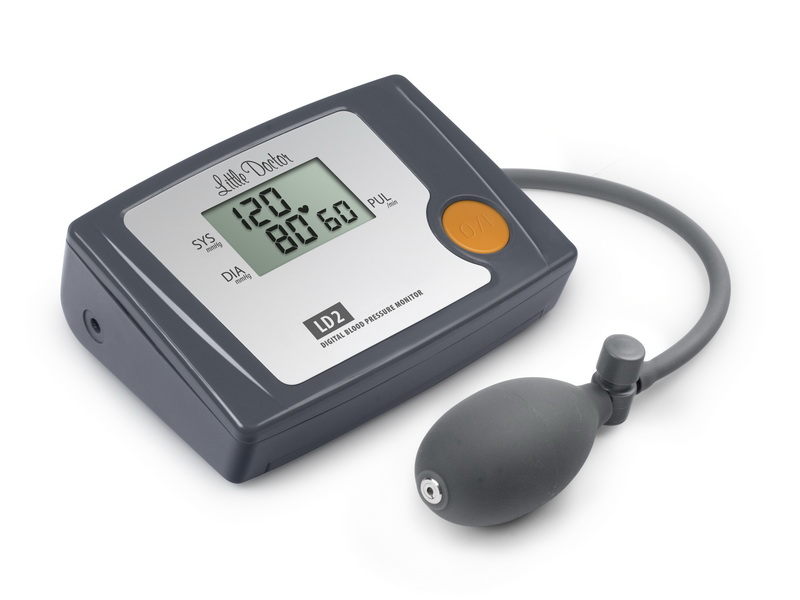 Little Doctor
120
SYS mmHg
80 60 PUL /min
DIA mmHg
O/I
LD2
DIGITAL BLOOD PRESSURE MONITOR